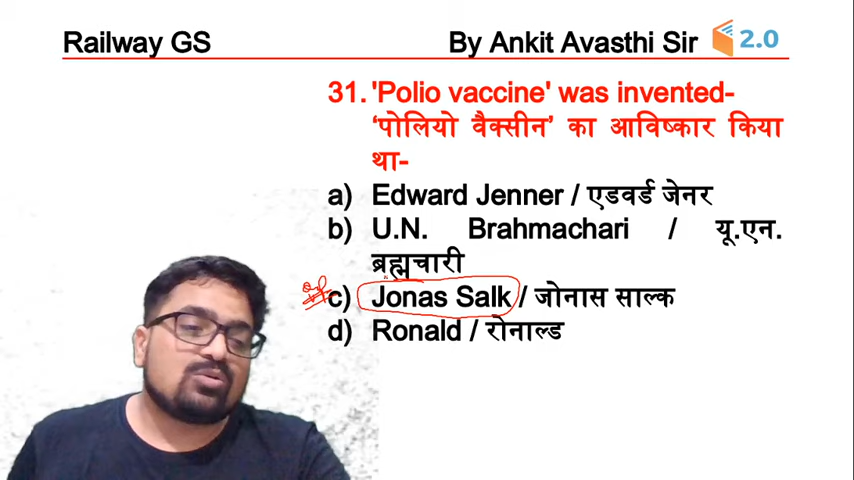 Railway GS
By Ankit Avasthi Sir 2.0
31. 'Polio vaccine' was invented-
‘पोलियो वैक्सीन’ का आविष्कार किया
था-
a) Edward Jenner / एडवर्ड जेनर
b) U.N. Brahmachari / यू.एन.
ब्रह्मचारी
c) Jonas Salk / जोनास साल्क
d) Ronald / रोनाल्ड